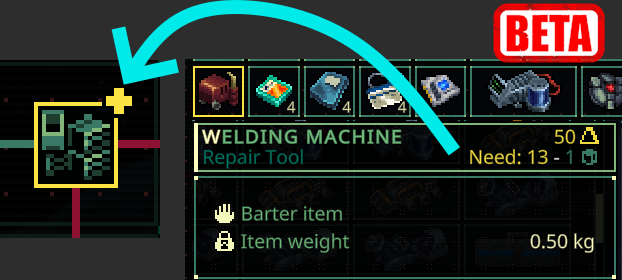 BETA
4
4
4
WELDING MACHINE
50
Repair Tool
Need: 13 - 1
Barter item
Item weight
0.50 kg